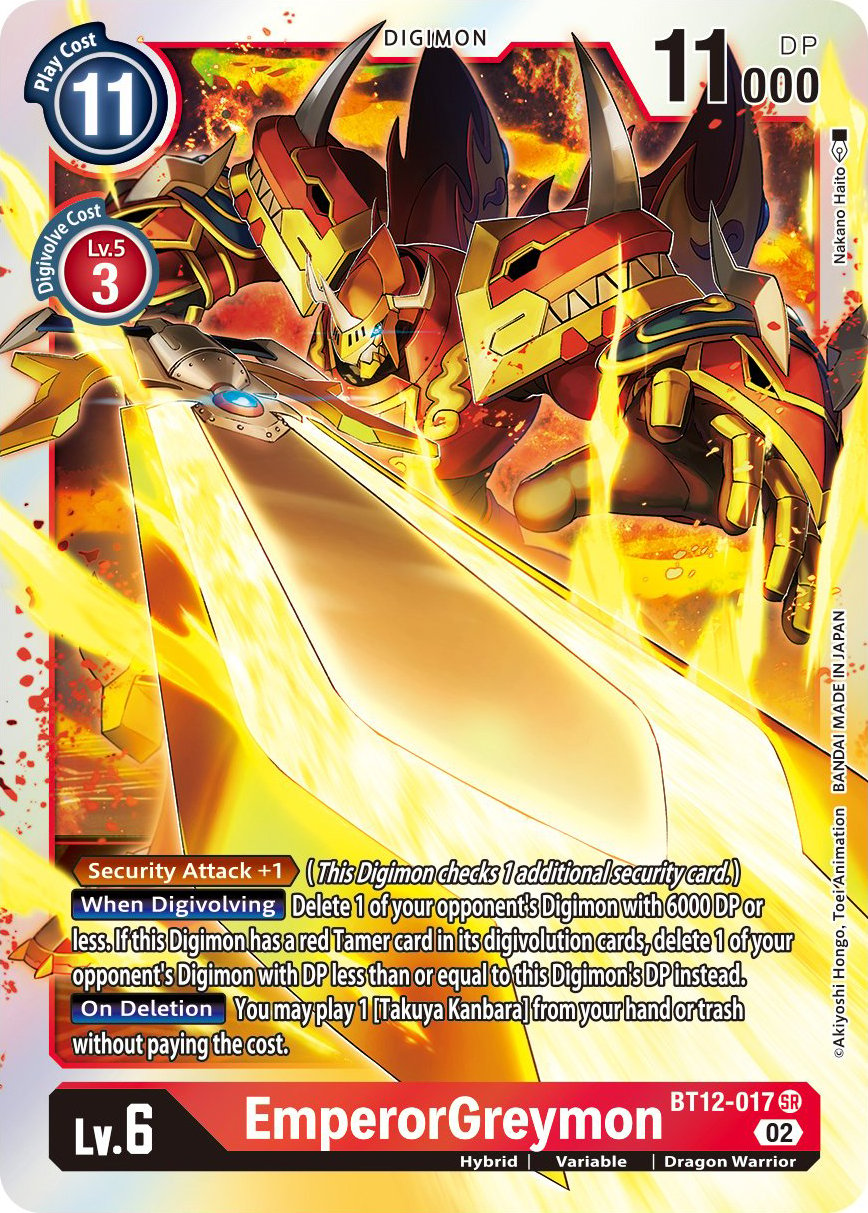 Play Cost
11
DIGIMON
11000
DP
Digivolve Cost
Lv.5
3
Nakano Haito
Security Attack +1 (This Digimon checks 1 additional security card.)
When Digivolving Delete 1 of your opponent's Digimon with 6000 DP or
less. If this Digimon has a red Tamer card in its digivolution cards, delete 1 of your
opponent's Digimon with DP less than or equal to this Digimon's DP instead.
On Deletion You may play 1 [Takuya Kanbara] from your hand or trash
without paying the cost.
©Akiyoshi Hongo, Toei Animation BANDAI MADE IN JAPAN
Lv.6
EmperorGreymon
BT12-017 SR
02
Hybrid | Variable | Dragon Warrior